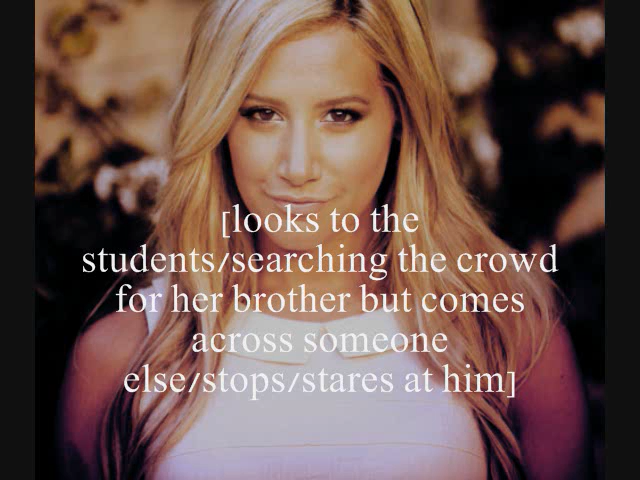 [looks to the
students/searching the crowd
for her brother but comes
across someone
else/stops/stares at him]